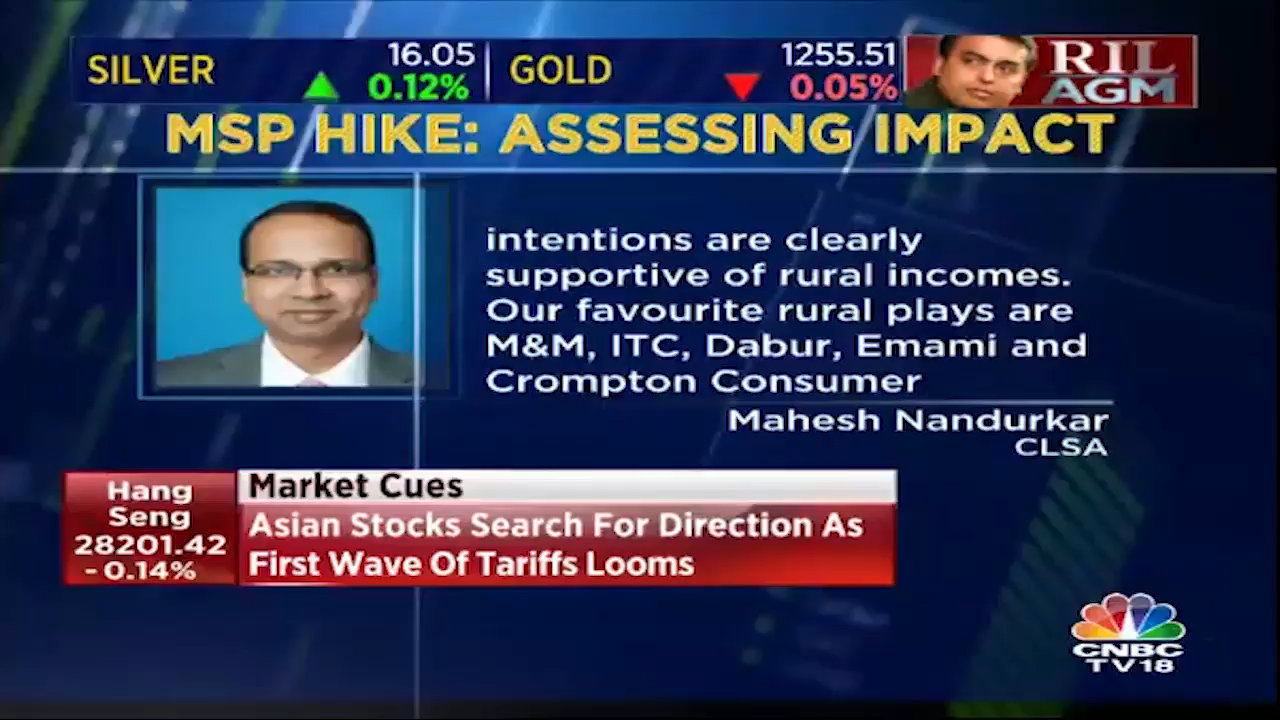 SILVER
16.05
0.12%
GOLD
1255.51
0.05%
RIL
AGM
MSP HIKE: ASSESSING IMPACT
intentions are clearly
supportive of rural incomes.
Our favourite rural plays are
M&M, ITC, Dabur, Emami and
Crompton Consumer
Mahesh Nandurkar
CLSA
Hang
Seng
28201.42
- 0.14%
Market Cues
Asian Stocks Search For Direction As
First Wave Of Tariffs Looms
CNBC
TV18